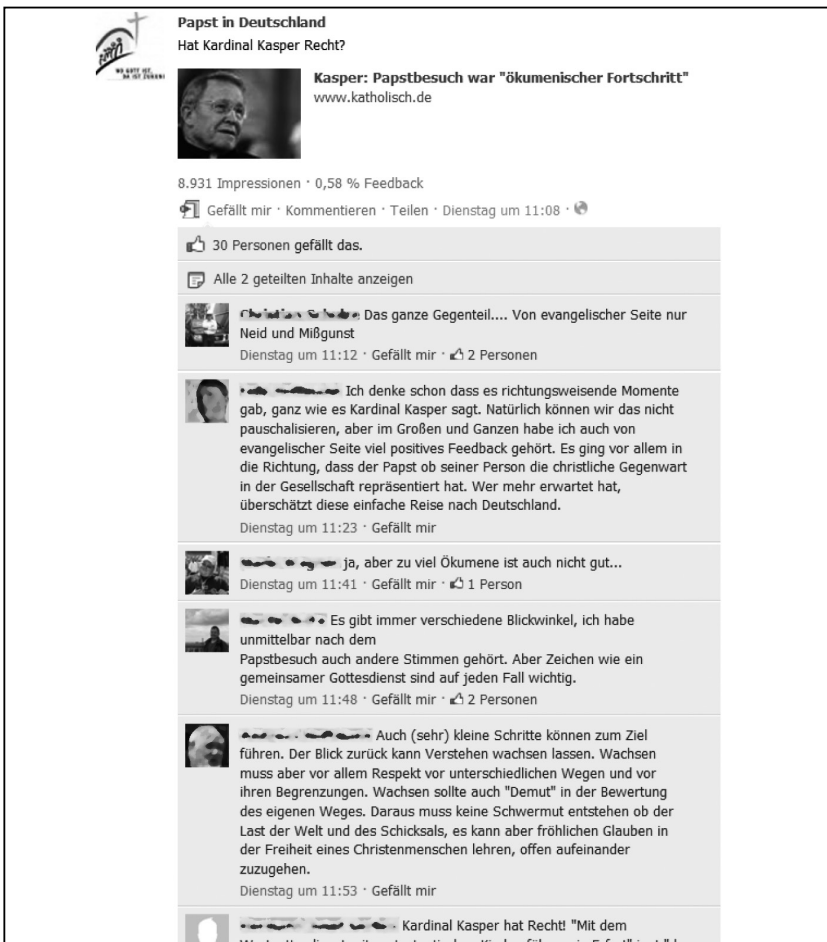 Papst in Deutschland
Hat Kardinal Kasper Recht?
WO GOTT IST,
DA IST ZUKUNFT
Kasper: Papstbesuch war "ökumenischer Fortschritt"
www.katholisch.de
8.931 Impressionen · 0,58 % Feedback
Gefällt mir · Kommentieren · Teilen · Dienstag um 11:08 ·
30 Personen gefällt das.
Alle 2 geteilten Inhalte anzeigen
Das ganze Gegenteil.... Von evangelischer Seite nur
Neid und Mißgunst
Dienstag um 11:12 · Gefällt mir · 2 Personen
Ich denke schon dass es richtungsweisende Momente
gab, ganz wie es Kardinal Kasper sagt. Natürlich können wir das nicht
pauschalisieren, aber im Großen und Ganzen habe ich auch von
evangelischer Seite viel positives Feedback gehört. Es ging vor allem in
die Richtung, dass der Papst ob seiner Person die christliche Gegenwart
in der Gesellschaft repräsentiert hat. Wer mehr erwartet hat,
überschätzt diese einfache Reise nach Deutschland.
Dienstag um 11:23 · Gefällt mir
ja, aber zu viel Ökumene ist auch nicht gut...
Dienstag um 11:41 · Gefällt mir · 1 Person
Es gibt immer verschiedene Blickwinkel, ich habe
unmittelbar nach dem
Papstbesuch auch andere Stimmen gehört. Aber Zeichen wie ein
gemeinsamer Gottesdienst sind auf jeden Fall wichtig.
Dienstag um 11:48 · Gefällt mir · 2 Personen
Auch (sehr) kleine Schritte können zum Ziel
führen. Der Blick zurück kann Verstehen wachsen lassen. Wachsen
muss aber vor allem Respekt vor unterschiedlichen Wegen und vor
ihren Begrenzungen. Wachsen sollte auch "Demut" in der Bewertung
des eigenen Weges. Daraus muss keine Schwermut entstehen ob der
Last der Welt und des Schicksals, es kann aber fröhlichen Glauben in
der Freiheit eines Christenmenschen lehren, offen aufeinander
zuzugehen.
Dienstag um 11:53 · Gefällt mir
Kardinal Kasper hat Recht! "Mit dem